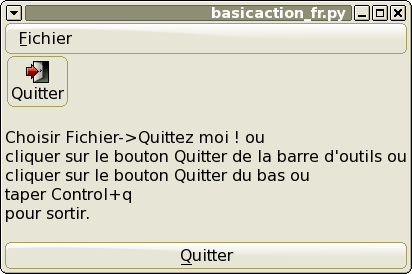 basicaction_fr.py
Fichier
Quitter
Choisir Fichier->Quittez moi ! ou
cliquer sur le bouton Quitter de la barre d'outils ou
cliquer sur le bouton Quitter du bas ou
taper Control+q
pour sortir.
Quitter